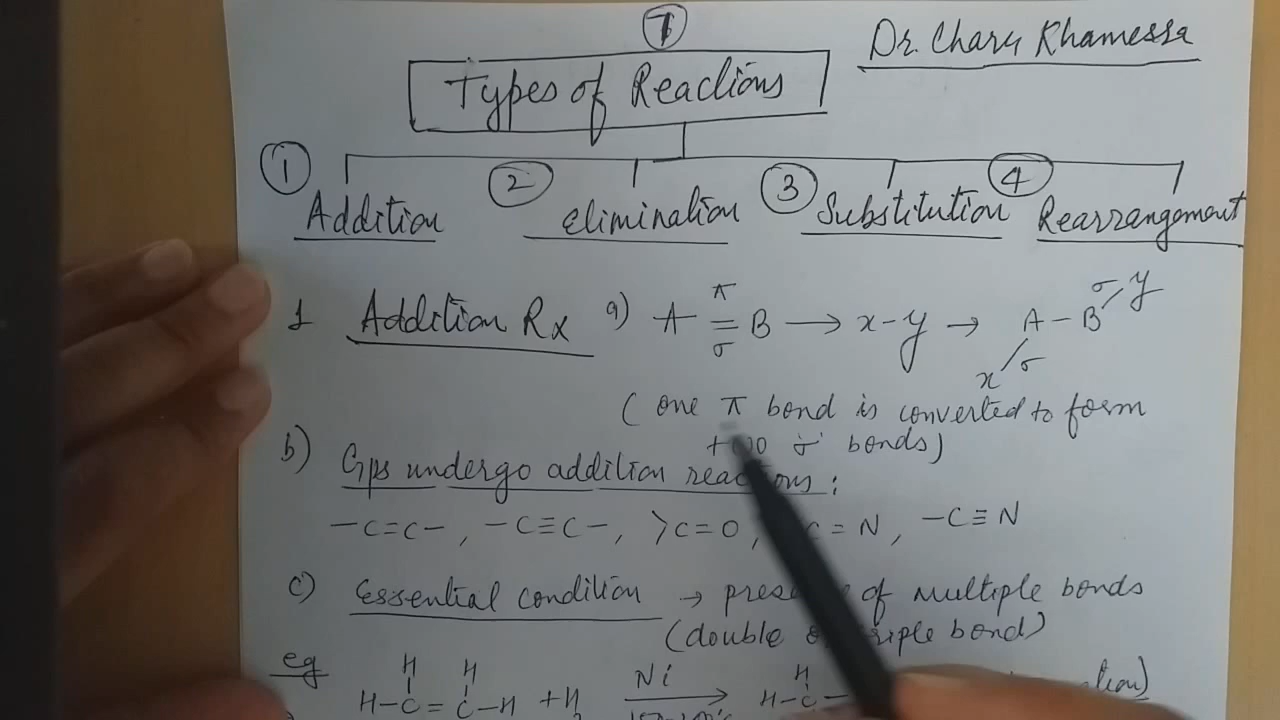 7
Dr. Charu Khamessa
Types of Reactions
① Addition ② elimination ③ Substitution ④ Rearrangement
1 Addition Rx a) A = B → x-y → A - B
π σ σ y x σ
(one π bond is converted to form
two σ bonds)
b) Gps undergo addition reactions:
-C=C-, -C≡C-, >C=O, C=N, -C≡N
c) Essential condition → of Multiple bonds
(double bond)
eg H H Ni H
H-C=C-H + H₂ → H-C-